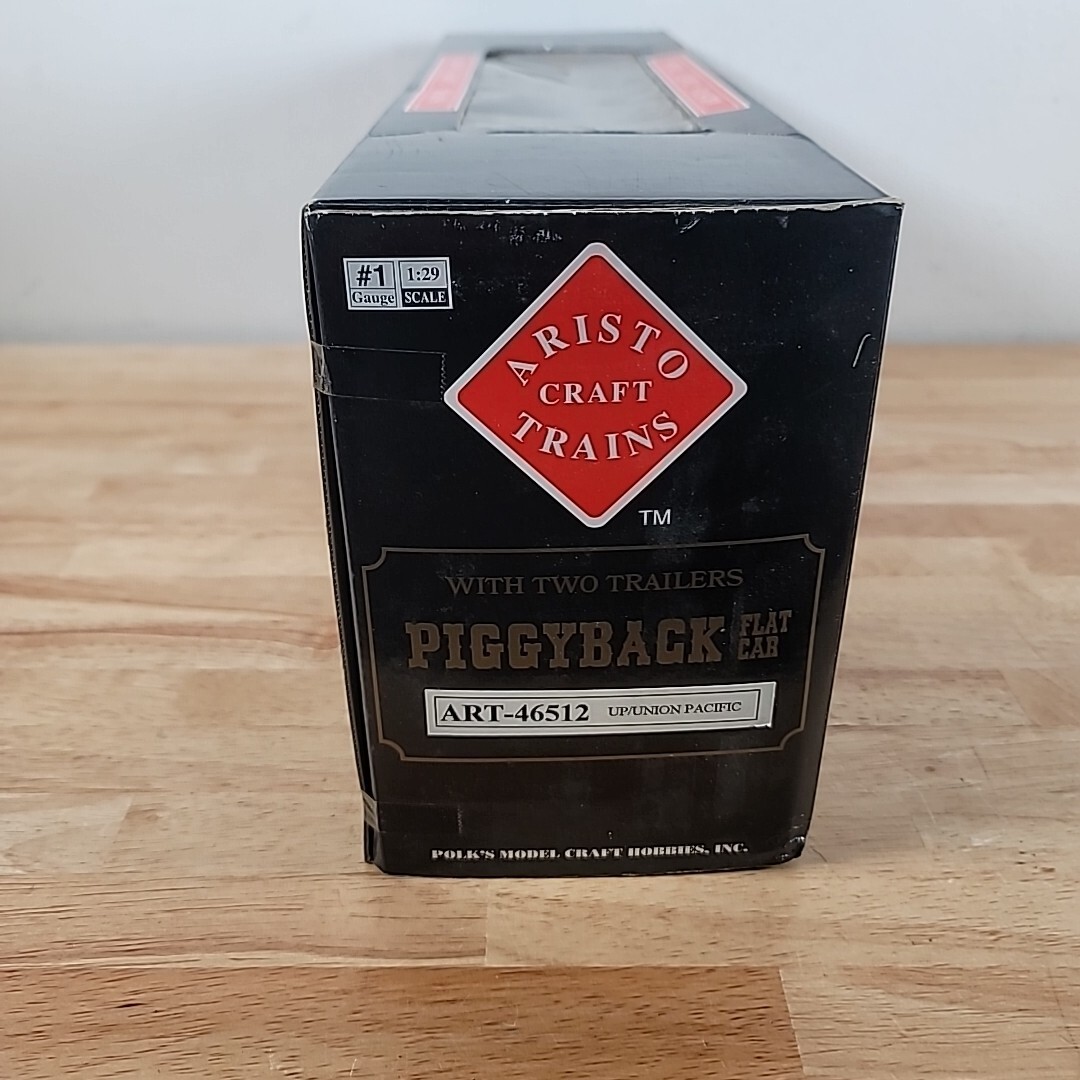 #1
Gauge
1:29
SCALE
ARISTO
CRAFT
TRAINS
TM
WITH TWO TRAILERS
PIGGYBACK FLAT CAR
ART-46512 UP/UNION PACIFIC
POLK'S MODEL CRAFT HOBBIES, INC.